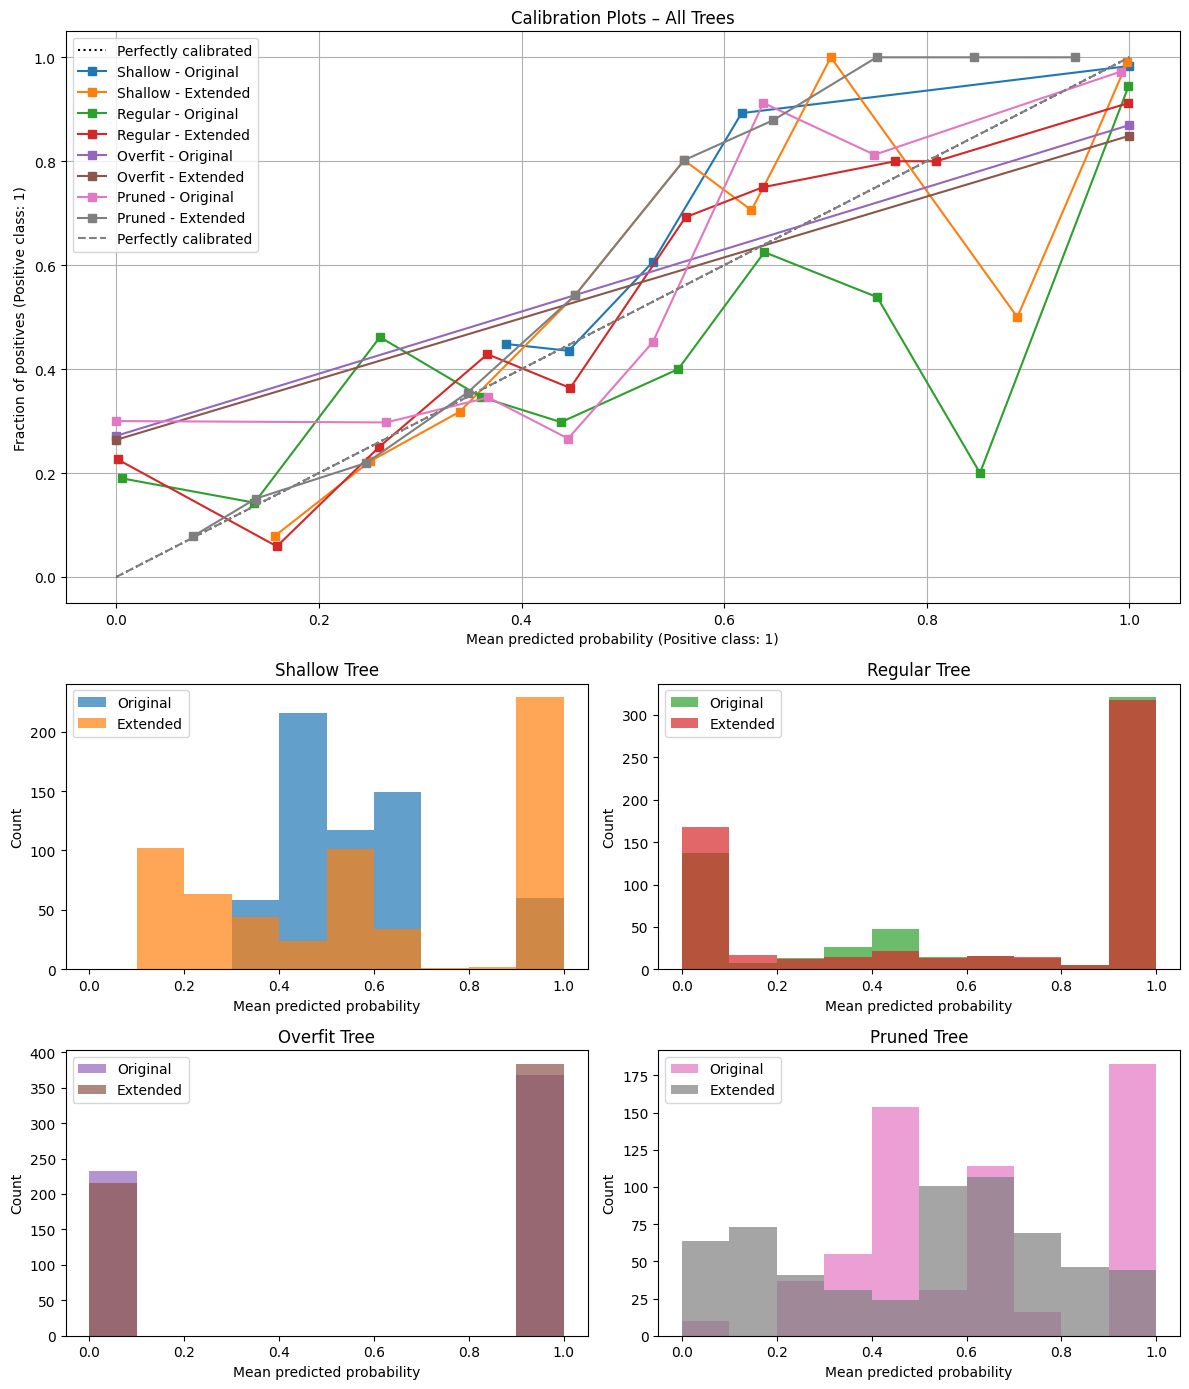 Calibration Plots – All Trees
Fraction of positives (Positive class: 1)
1.0
0.8
0.6
0.4
0.2
0.0
Perfectly calibrated
Shallow - Original
Shallow - Extended
Regular - Original
Regular - Extended
Overfit - Original
Overfit - Extended
Pruned - Original
Pruned - Extended
Perfectly calibrated
0.0 0.2 0.4 0.6 0.8 1.0
Mean predicted probability (Positive class: 1)
Shallow Tree
Count
200
150
100
50
0
Original
Extended
0.0 0.2 0.4 0.6 0.8 1.0
Mean predicted probability
Regular Tree
Count
300
250
200
150
100
50
0
Original
Extended
0.0 0.2 0.4 0.6 0.8 1.0
Mean predicted probability
Overfit Tree
Count
400
350
300
250
200
150
100
50
0
Original
Extended
0.0 0.2 0.4 0.6 0.8 1.0
Mean predicted probability
Pruned Tree
Count
175
150
125
100
75
50
25
0
Original
Extended
0.0 0.2 0.4 0.6 0.8 1.0
Mean predicted probability